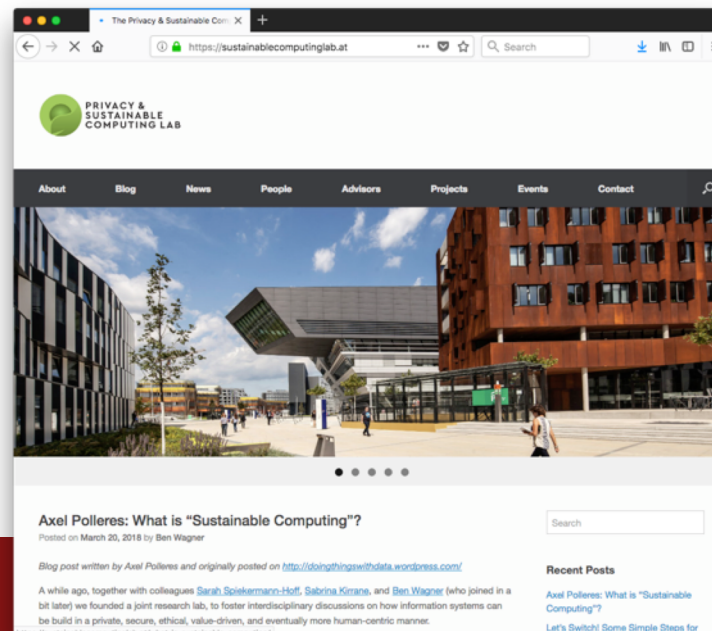 The Privacy & Sustainable Com
https://sustainablecomputinglab.at
Search
PRIVACY &
SUSTAINABLE
COMPUTING LAB
About Blog News People Advisors Projects Events Contact
Axel Polleres: What is “Sustainable Computing”?
Posted on March 20, 2018 by Ben Wagner
Blog post written by Axel Polleres and originally posted on http://doingthingswithdata.wordpress.com/
A while ago, together with colleagues Sarah Spiekermann-Hoff, Sabrina Kirrane, and Ben Wagner (who joined in a
bit later) we founded a joint research lab, to foster interdisciplinary discussions on how information systems can
be build in a private, secure, ethical, value-driven, and eventually more human-centric manner.
Search
Recent Posts
Axel Polleres: What is “Sustainable
Computing”?
Let's Switch! Some Simple Steps for